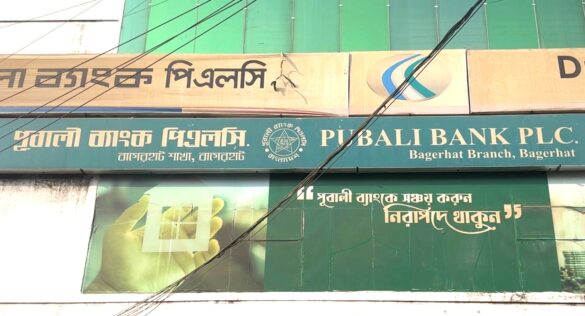 লা ব্যাংক পিএলসি.
D
পূবালী ব্যাংক পিএলসি.
বাগেরহাট শাখা, বাগেরহাট
PUBALI BANK PLC.
Bagerhat Branch, Bagerhat
“পূবালী ব্যাংকে সঞ্চয় করুন
নিরাপদে থাকুন”